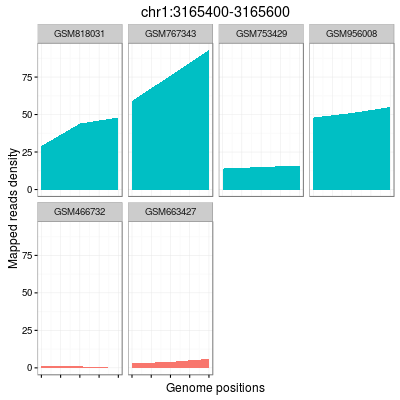 chr1:3165400-3165600
GSM818031 GSM767343 GSM753429 GSM956008
75
50
25
0
Mapped reads density
GSM466732 GSM663427
75
50
25
0
Genome positions